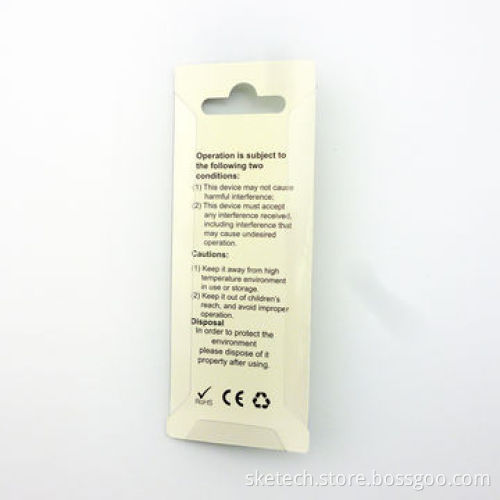 Operation is subject to
the following two
conditions:
(1) This device may not cause
harmful interference;
(2) This device must accept
any interference received,
including interference that
may cause undesired
operation.
Cautions:
(1) Keep it away from high
temperature environment
in use or storage.
(2) Keep it out of children's
reach, and avoid improper
operation.
Disposal
In order to protect the
environment
please dispose of it
properly after using.
RoHS CE
sketech.store.bossgoo.com